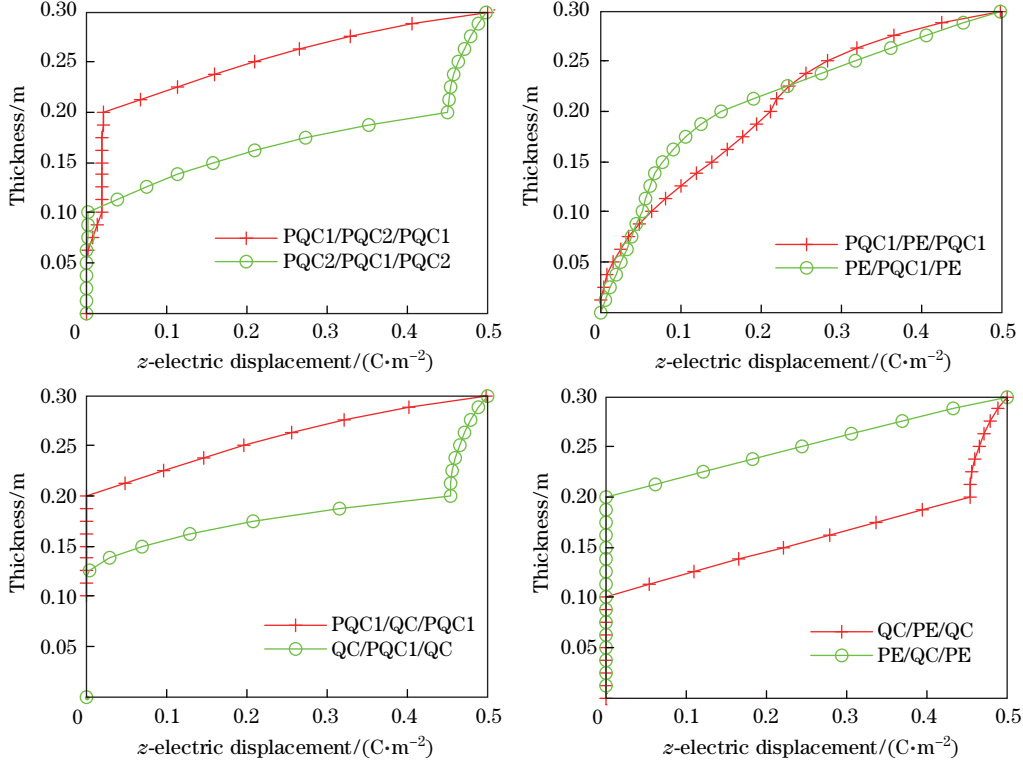 0.30
0.25
0.20
0.15
0.10
0.05
Thickness/m
PQC1/PQC2/PQC1
PQC2/PQC1/PQC2
0 0.1 0.2 0.3 0.4 0.5
z-electric displacement/(C•m−2)
0.30
0.25
0.20
0.15
0.10
0.05
Thickness/m
PQC1/PE/PQC1
PE/PQC1/PE
0 0.1 0.2 0.3 0.4 0.5
z-electric displacement/(C•m−2)
0.30
0.25
0.20
0.15
0.10
0.05
Thickness/m
PQC1/QC/PQC1
QC/PQC1/QC
0 0.1 0.2 0.3 0.4 0.5
z-electric displacement/(C•m−2)
0.30
0.25
0.20
0.15
0.10
0.05
Thickness/m
QC/PE/QC
PE/QC/PE
0 0.1 0.2 0.3 0.4 0.5
z-electric displacement/(C•m−2)